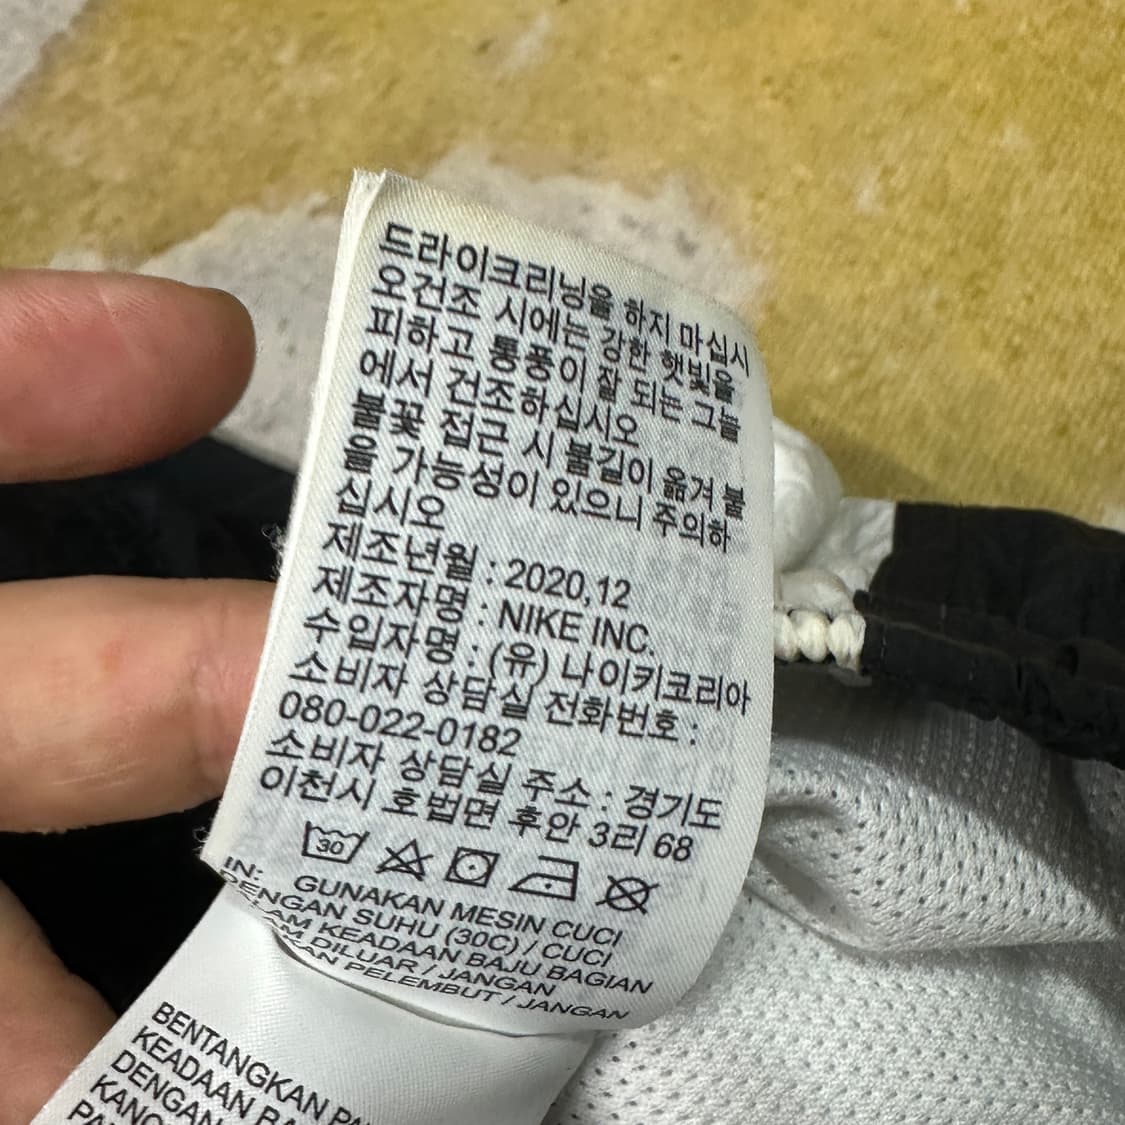 드라이크리닝을 하지 마십시
오건조 시에는 강한 햇빛을
피하고 통풍이 잘 되는 그늘
에서 건조하십시오
불꽃 접근 시 불길이 옮겨 붙
을 가능성이 있으니 주의하
십시오
제조년월 : 2020,12
제조자명 : NIKE INC.
수입자명 : (유) 나이키코리아
소비자 상담실 전화번호 :
080-022-0182
소비자 상담실 주소 : 경기도
이천시 호법면 후안 3리 68
30
IN: GUNAKAN MESIN CUCI
DENGAN SUHU (30C) / CUCI
DALAM KEADAAN BAJU BAGIAN
DILUAR / JANGAN
PELEMBUT / JANGAN
BENTANGKAN
KEADAAN
DENGAN